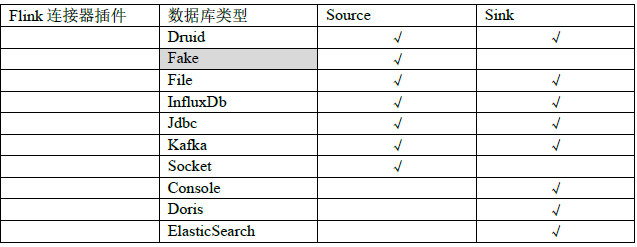 Flink 连接器插件 数据库类型 Source Sink
Druid √ √
Fake √
File √ √
InfluxDb √ √
Jdbc √ √
Kafka √ √
Socket √
Console √
Doris √
ElasticSearch √